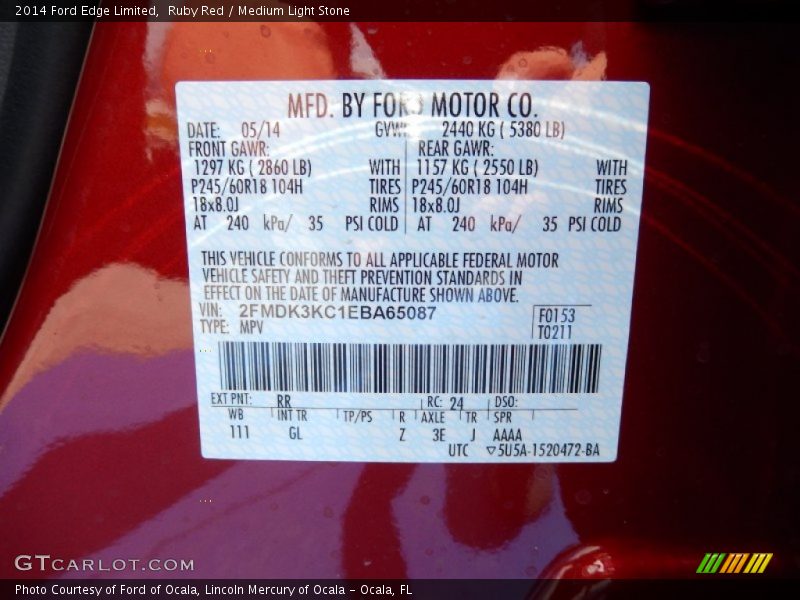 2014 Ford Edge Limited, Ruby Red / Medium Light Stone
MFD. BY FORD MOTOR CO.
DATE: 05/14 GVWR 2440 KG ( 5380 LB)
FRONT GAWR: REAR GAWR:
1297 KG ( 2860 LB) WITH 1157 KG ( 2550 LB) WITH
P245/60R18 104H TIRES P245/60R18 104H TIRES
18x8.0J RIMS 18x8.0J RIMS
AT 240 kPa/ 35 PSI COLD AT 240 kPa/ 35 PSI COLD
THIS VEHICLE CONFORMS TO ALL APPLICABLE FEDERAL MOTOR
VEHICLE SAFETY AND THEFT PREVENTION STANDARDS IN
EFFECT ON THE DATE OF MANUFACTURE SHOWN ABOVE.
VIN: 2FMDK3KC1EBA65087 F0153
TYPE: MPV T0211
EXT PNT: RR RC: 24 DSO:
WB INT TR TP/PS R AXLE TR SPR
111 GL Z 3E J AAAA
UTC ▽5U5A-1520472-BA
GTCARLOT.COM
Photo Courtesy of Ford of Ocala, Lincoln Mercury of Ocala – Ocala, FL